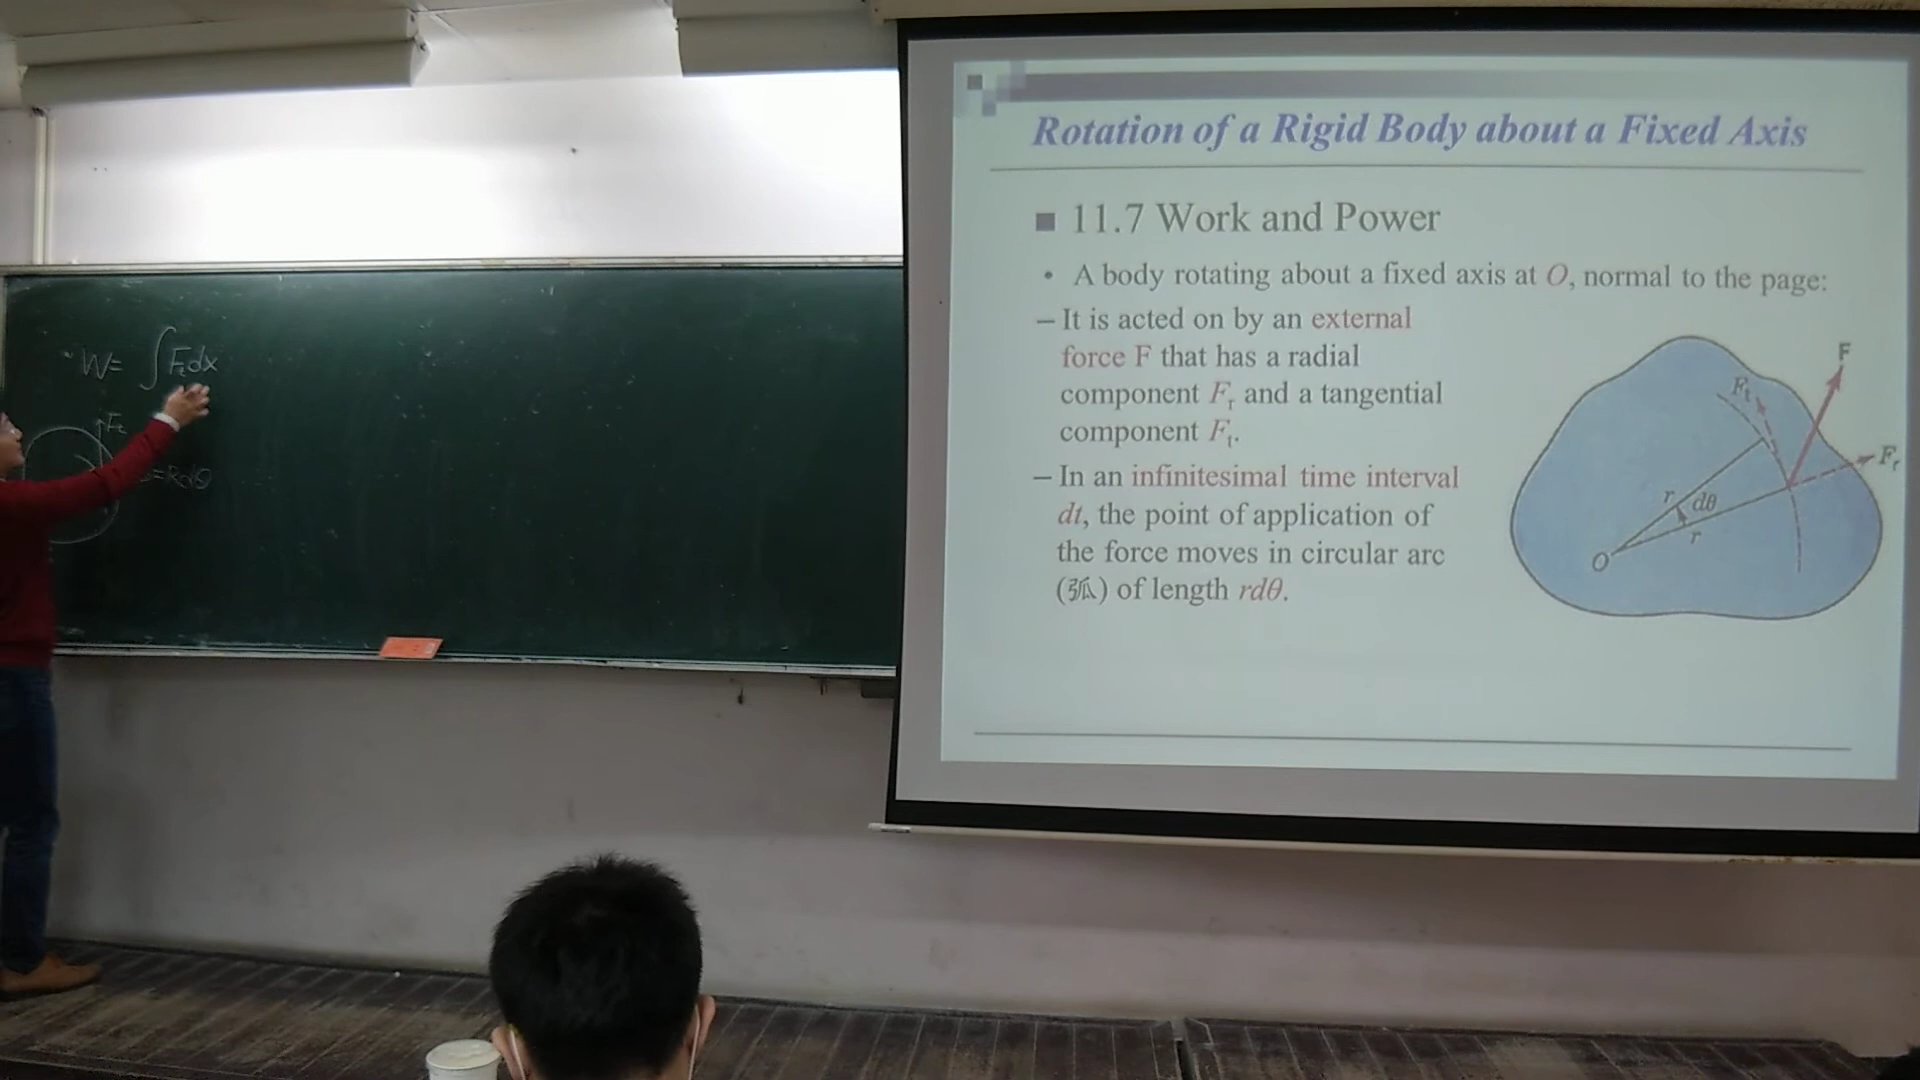 W= ∫Ftdx
Ft
=Rdθ
Rotation of a Rigid Body about a Fixed Axis
■ 11.7 Work and Power
• A body rotating about a fixed axis at O, normal to the page:
– It is acted on by an external
force F that has a radial
component Fr and a tangential
component Ft.
– In an infinitesimal time interval
dt, the point of application of
the force moves in circular arc
(弧) of length rdθ.
F
Ft
Fr
r
dθ
r
O